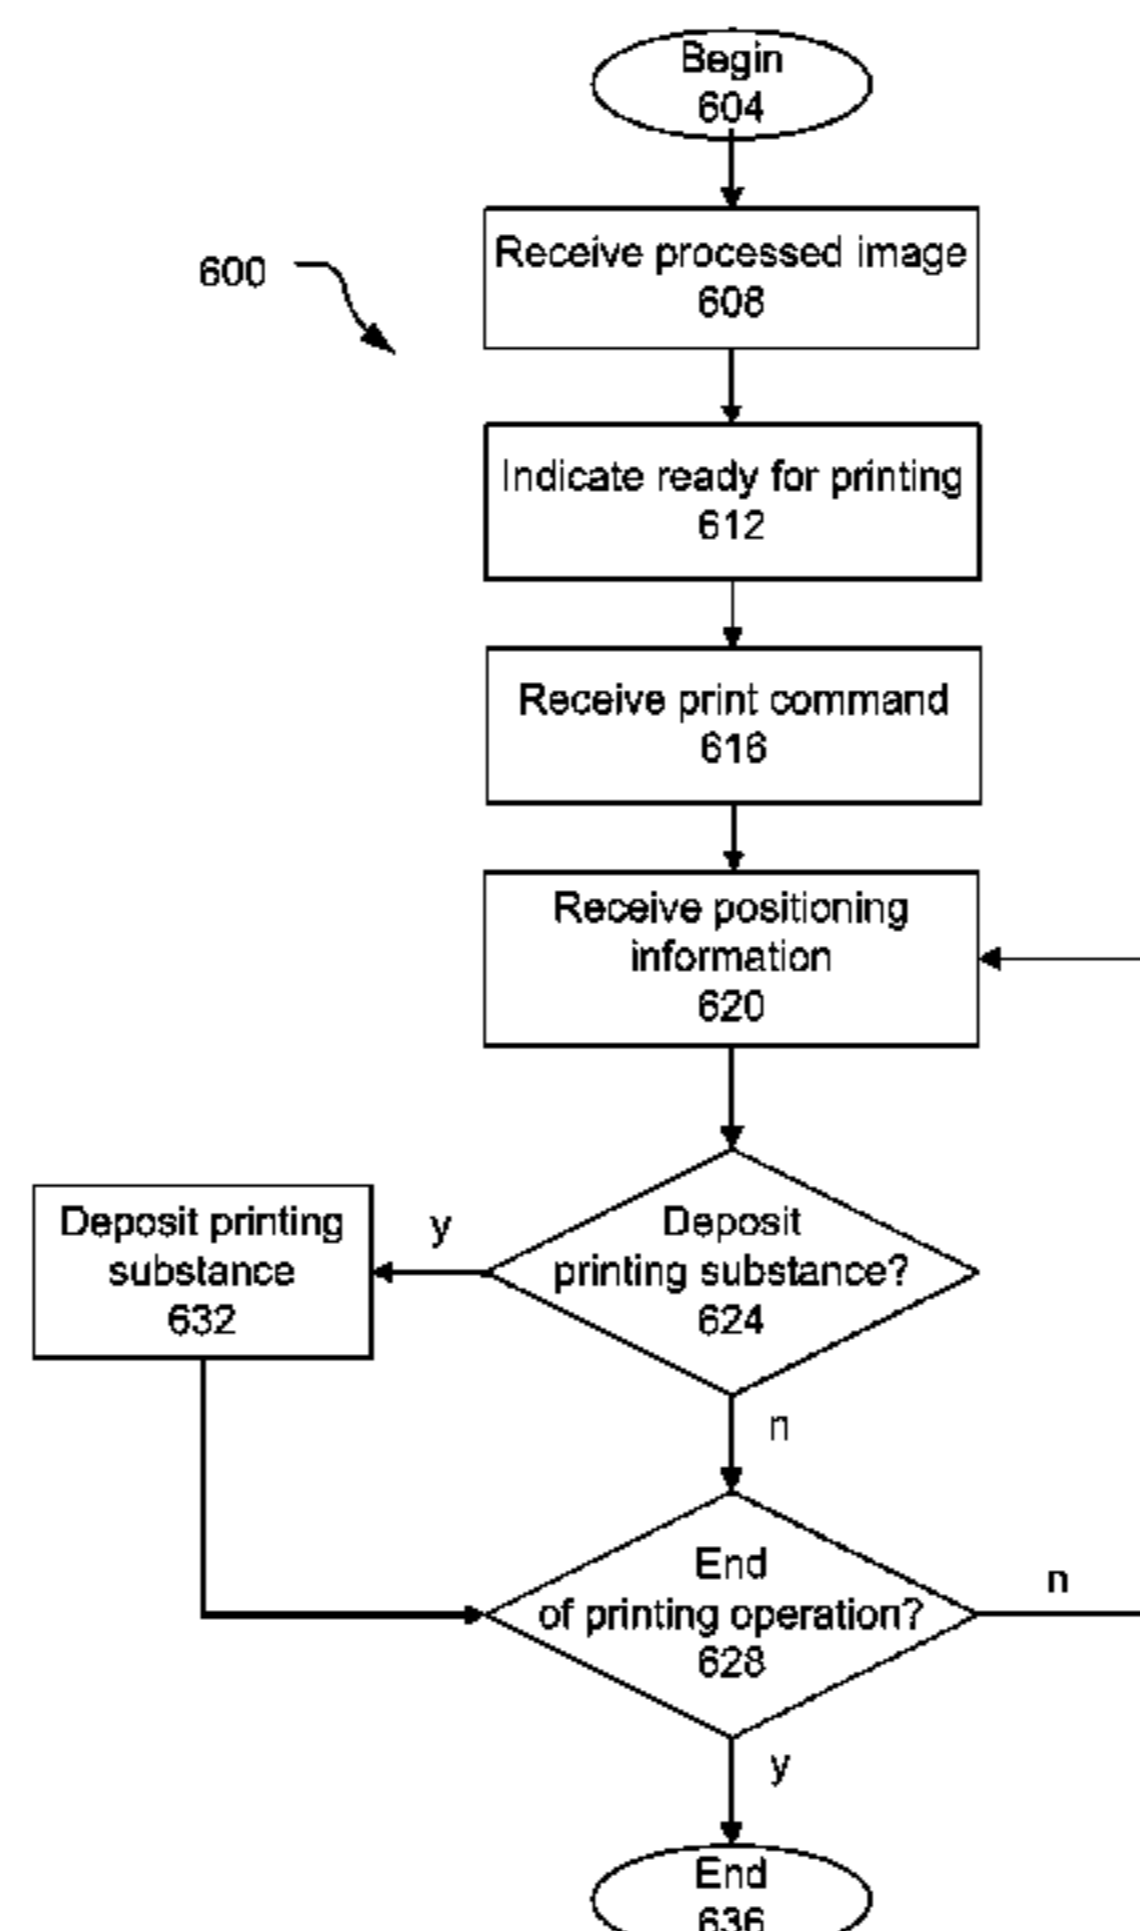 Begin
604
600
Receive processed image
608
Indicate ready for printing
612
Receive print command
616
Receive positioning
information
620
Deposit printing
substance
632
y
Deposit
printing substance?
624
n
End
of printing operation?
628
n
y
End
636